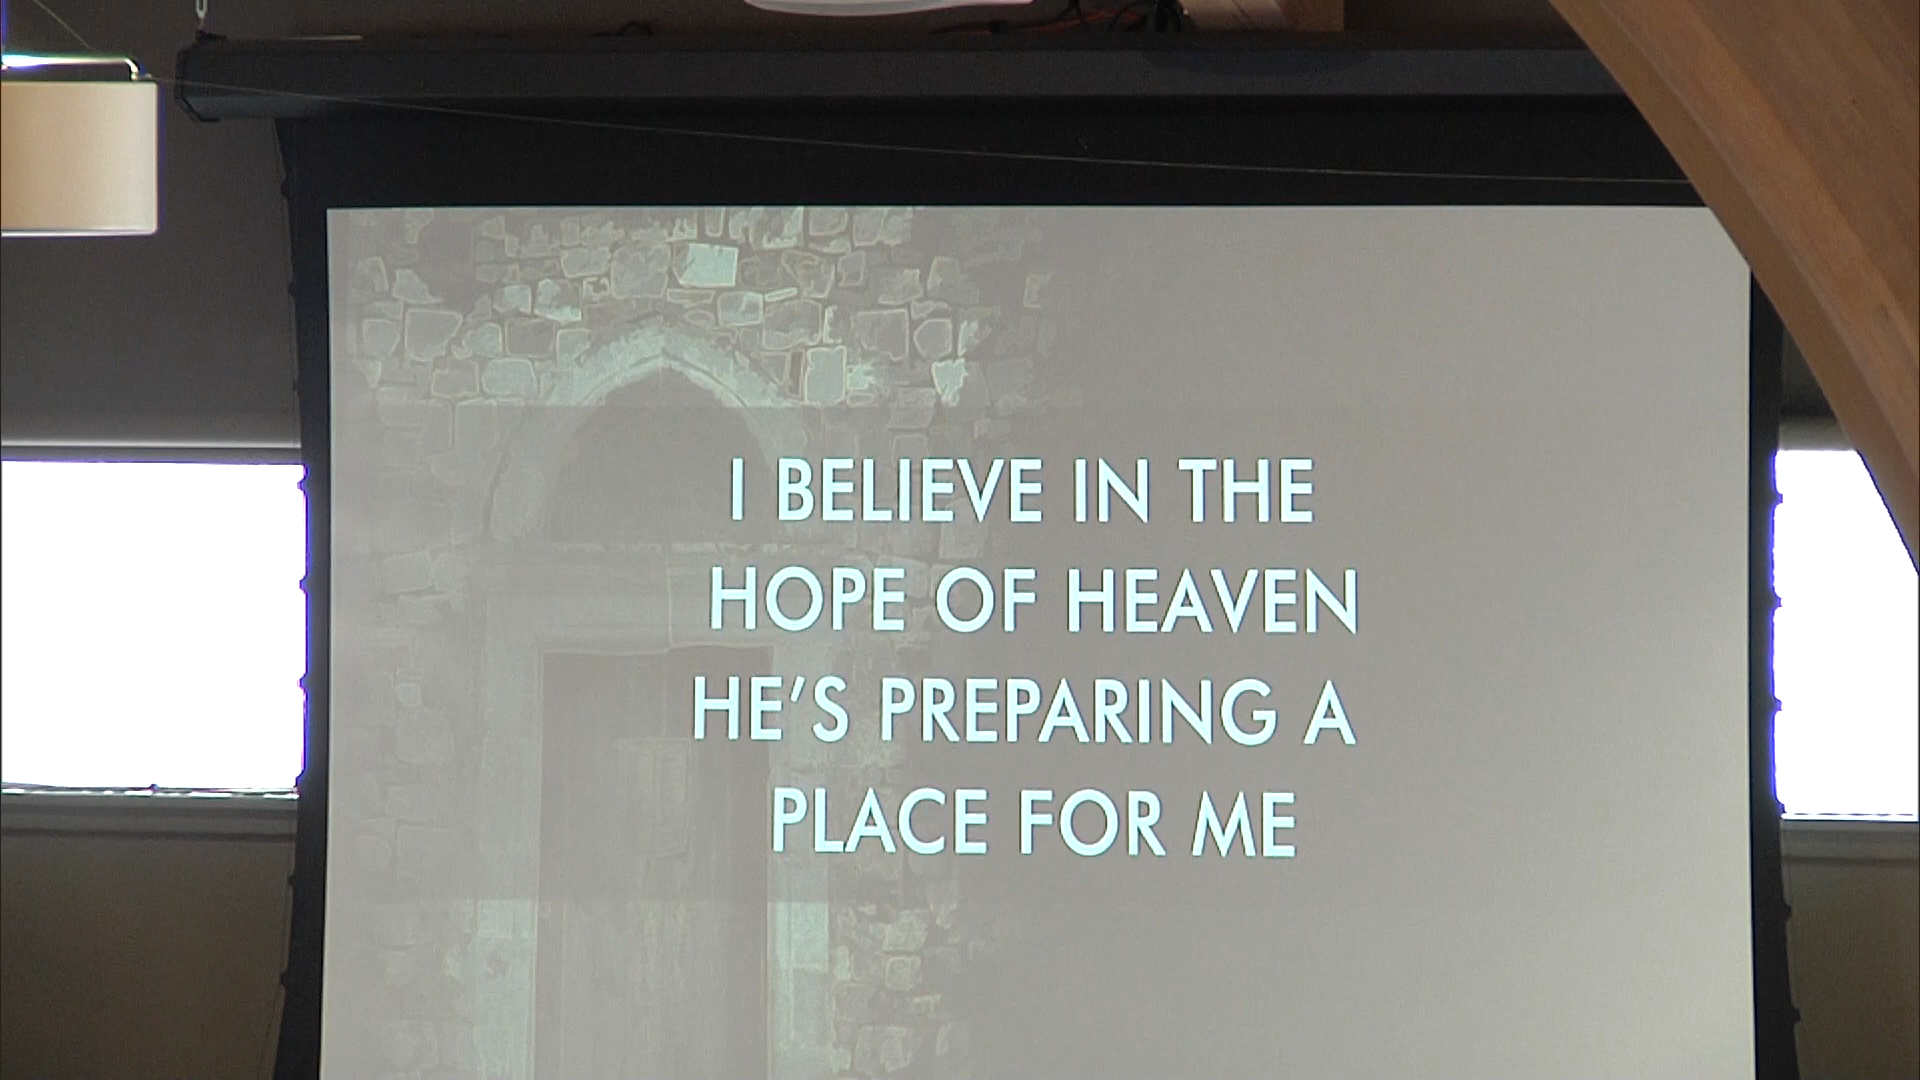 I BELIEVE IN THE
HOPE OF HEAVEN
HE’S PREPARING A
PLACE FOR ME